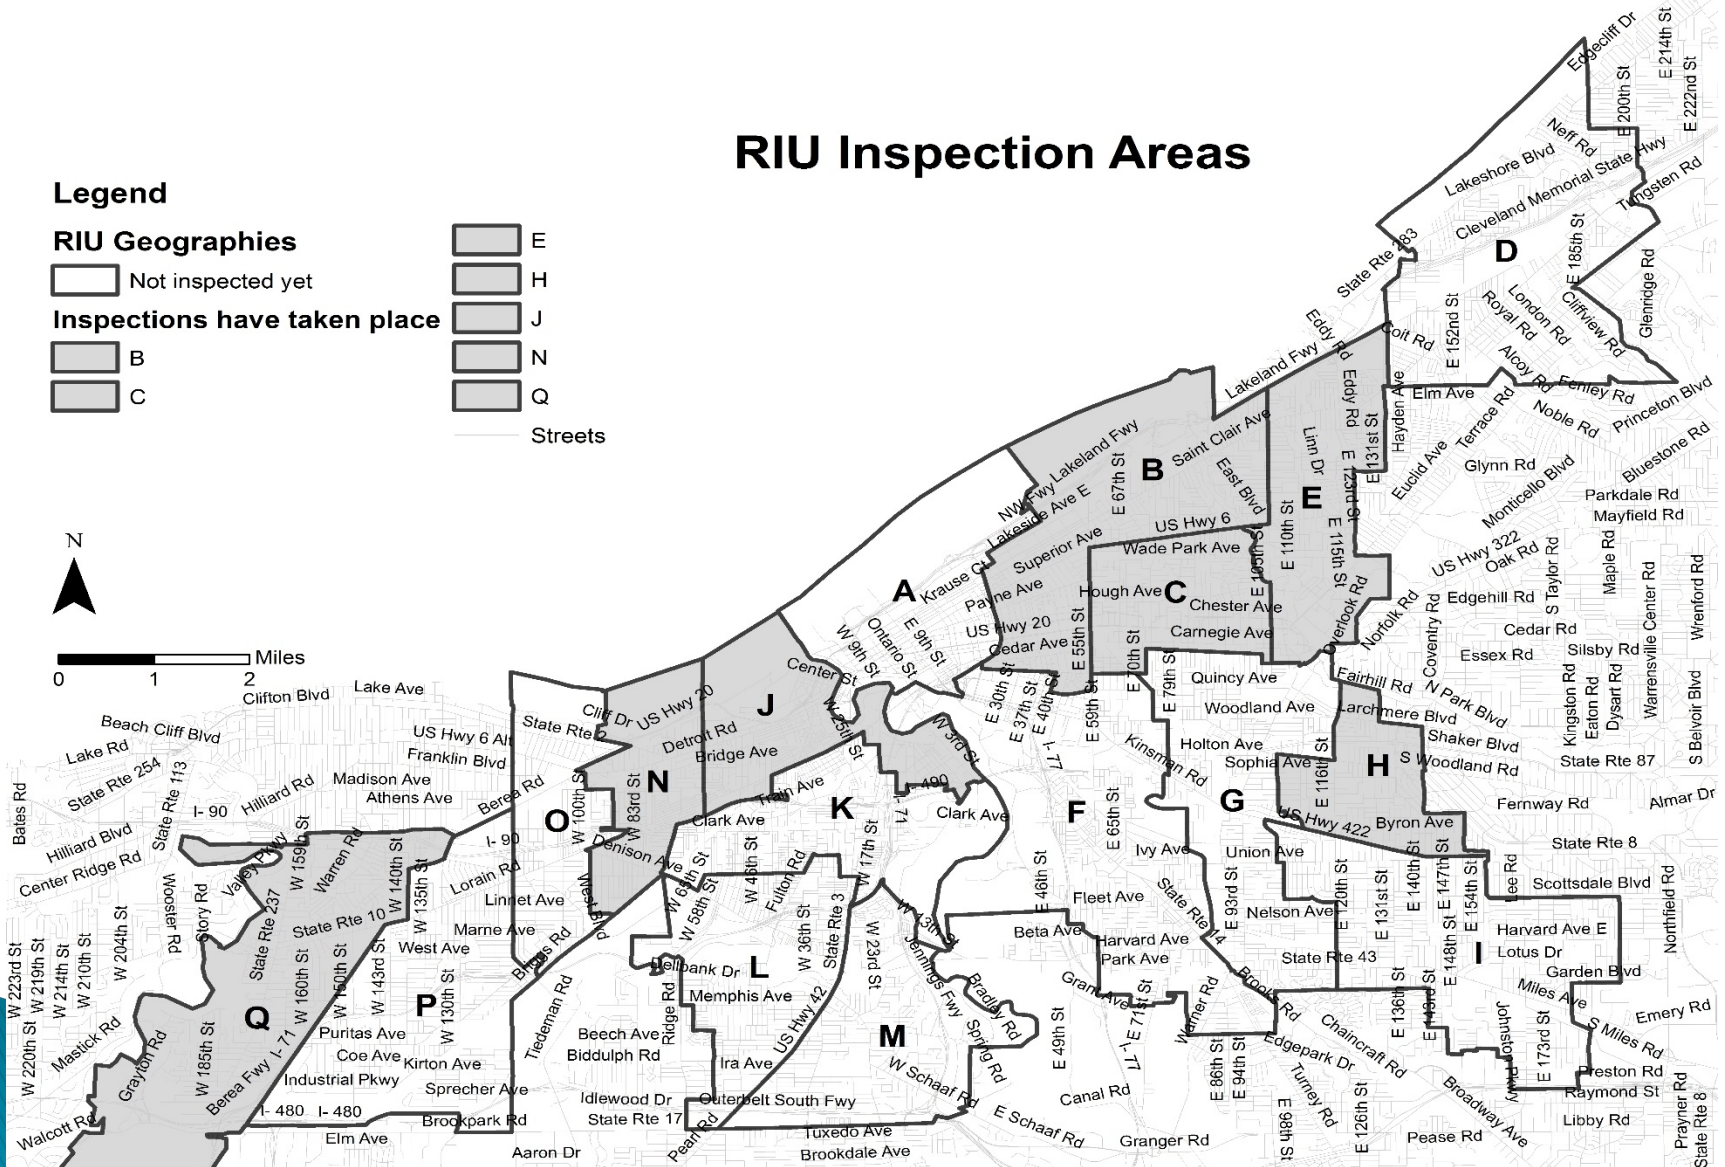 RIU Inspection Areas
Legend
RIU Geographies
Not inspected yet
Inspections have taken place
B
C
E
H
J
N
Q
Streets
N
Miles
0 1 2
Edgecliff Dr
E 214th St
E 200th St
E 222nd St
Neff Rd
Lakeshore Blvd
Cleveland Memorial State Hwy
Tungsten Rd
State Rte 283
D
E 185th St
Glenridge Rd
London Rd
Royal Rd
Cliffview Rd
E 152nd St
Coit Rd
Eddy Rd
Alcoy Rd
Fenley Rd
Lakeland Fwy
Elm Ave
Eddy Rd
Hayden Ave
Terrace Rd
Noble Rd
Princeton Blvd
Bluestone Rd
E 131st St
Euclid Ave
Glynn Rd
Monticello Blvd
Parkdale Rd
Mayfield Rd
Lakeland Fwy
Saint Clair Ave
Linn Dr
B
E 67th St
East Blvd
E
E 123rd St
NW Fwy
Lakeside Ave E
US Hwy 6
E 110th St
E 115th St
Superior Ave
Wade Park Ave
E 105th St
US Hwy 322
Oak Rd
S Taylor Rd
Maple Rd
Warrensville Center Rd
Wrenford Rd
A
Krause Ct
Payne Ave
Hough Ave
C
Chester Ave
Overlook Rd
Norfolk Rd
Coventry Rd
Edgehill Rd
W 9th St
Ontario St
E 9th St
US Hwy 20
Cedar Ave
E 55th St
Carnegie Ave
Cedar Rd
Essex Rd
Silsby Rd
Center St
E 30th St
E 37th St
E 40th St
E 59th St
E 70th St
E 79th St
Quincy Ave
Fairhill Rd
N Park Blvd
Kingston Rd
Eaton Rd
Dysart Rd
S Belvoir Blvd
Clifton Blvd
Lake Ave
Cliff Dr
US Hwy 20
J
W 25th St
W 3rd St
Woodland Ave
Larchmere Blvd
Shaker Blvd
Beach Cliff Blvd
State Rte 2
Detroit Rd
Bridge Ave
I- 77
Kinsman Rd
Holton Ave
Sophia Ave
E 116th St
H
S Woodland Rd
State Rte 87
Lake Rd
US Hwy 6 Alt
Franklin Blvd
State Rte 254
State Rte 113
Hilliard Rd
Madison Ave
Athens Ave
Berea Rd
W 100th St
N
W 83rd St
Train Ave
I- 490
Bates Rd
I- 90
O
Clark Ave
K
I- 71
Clark Ave
F
E 65th St
G
US Hwy 422
Byron Ave
Fernway Rd
Almar Dr
Hilliard Blvd
Center Ridge Rd
I- 90
Denison Ave
W 17th St
Ivy Ave
Union Ave
State Rte 8
Valley Pkwy
W 159th St
Warren Rd
W 140th St
W 135th St
Lorain Rd
W 65th St
W 58th St
W 46th St
Fulton Rd
E 46th St
E 93rd St
E 120th St
E 131st St
E 140th St
E 147th St
E 154th St
Lee Rd
Scottsdale Blvd
Wooster Rd
Story Rd
Linnet Ave
West Blvd
Fleet Ave
State Rte 14
Nelson Ave
Northfield Rd
State Rte 237
State Rte 10
Marne Ave
W 36th St
State Rte 3
W 23rd St
W 13th St
Beta Ave
Harvard Ave
Park Ave
Harvard Ave E
W 223rd St
W 219th St
W 214th St
W 210th St
W 204th St
West Ave
Briggs Rd
Dellbank Dr
L
Jennings Fwy
State Rte 43
E 148th St
I
Lotus Dr
Garden Blvd
W 160th St
W 150th St
W 143rd St
P
W 130th St
Tiedeman Rd
Memphis Ave
US Hwy 42
Bradley Rd
Grant Ave
E 71st St
Brooks Rd
Warner Rd
Miles Ave
W 220th St
Mastick Rd
Q
Puritas Ave
Ridge Rd
Beech Ave
Biddulph Rd
M
Spring Rd
E 49th St
I- 77
E 136th St
E 143rd St
Chaincraft Rd
Edgepark Dr
Johnston Pkwy
E 173rd St
S Miles Rd
Emery Rd
Grayton Rd
W 185th St
Berea Fwy I- 71
Coe Ave
Kirton Ave
Industrial Pkwy
Sprecher Ave
Ira Ave
W Schaaf Rd
E 86th St
E 94th St
Turney Rd
Preston Rd
Raymond St
Walcott Rd
I- 480
I- 480
Brookpark Rd
Idlewood Dr
State Rte 17
Outerbelt South Fwy
Canal Rd
E 98th St
E 126th St
Broadway Ave
Libby Rd
Prayner Rd
State Rte 8
Elm Ave
Aaron Dr
Pearl Rd
Tuxedo Ave
Brookdale Ave
E Schaaf Rd
Granger Rd
Pease Rd